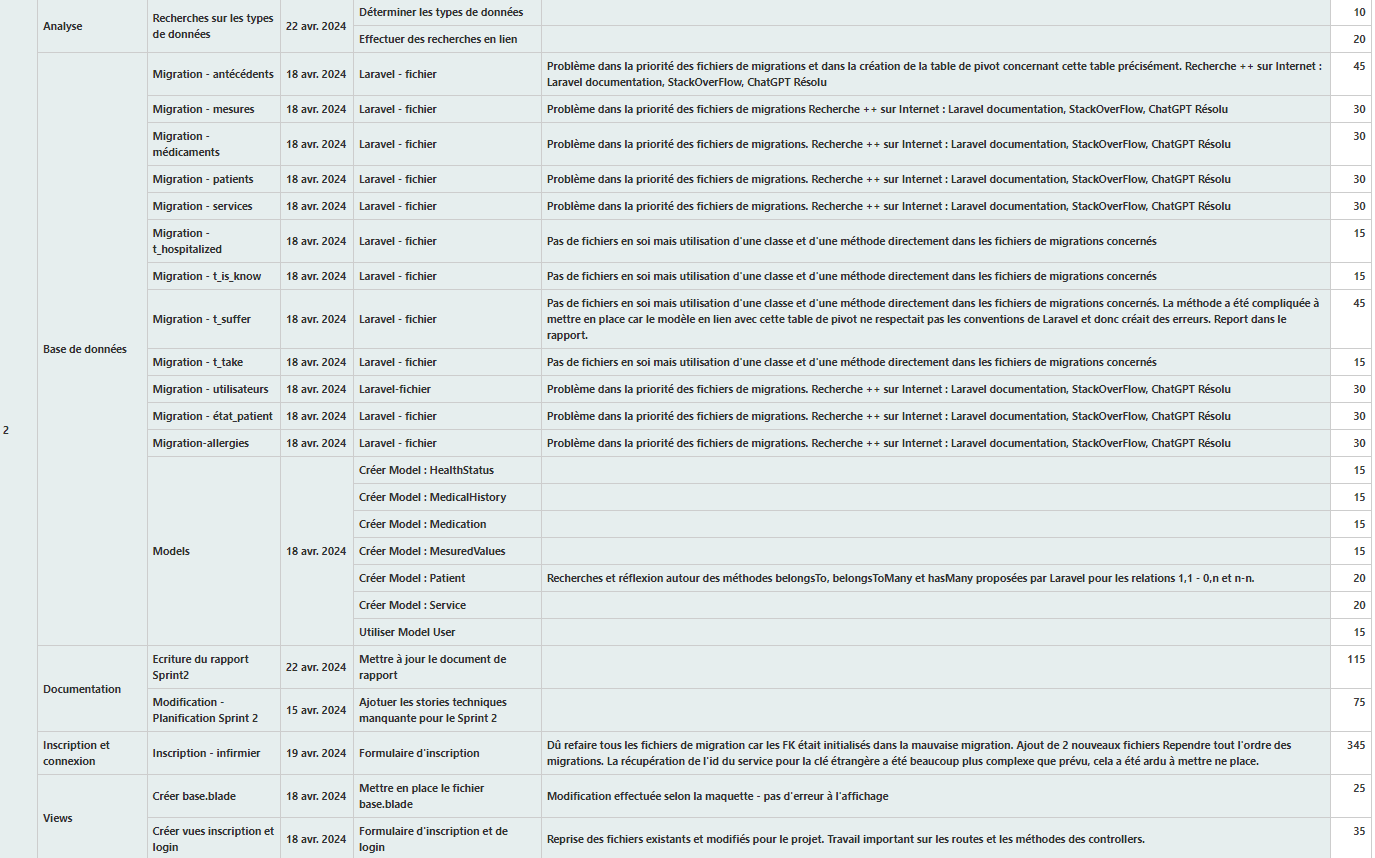 2
Analyse
Recherches sur les types
de données
22 avr. 2024
Déterminer les types de données
10
Effectuer des recherches en lien
20
Base de données
Migration - antécédents
18 avr. 2024
Laravel - fichier
Problème dans la priorité des fichiers de migrations et dans la création de la table de pivot concernant cette table précisément. Recherche ++ sur Internet :
Laravel documentation, StackOverFlow, ChatGPT Résolu
45
Migration - mesures
18 avr. 2024
Laravel - fichier
Problème dans la priorité des fichiers de migrations Recherche ++ sur Internet : Laravel documentation, StackOverFlow, ChatGPT Résolu
30
Migration -
médicaments
18 avr. 2024
Laravel - fichier
Problème dans la priorité des fichiers de migrations. Recherche ++ sur Internet : Laravel documentation, StackOverFlow, ChatGPT Résolu
30
Migration - patients
18 avr. 2024
Laravel - fichier
Problème dans la priorité des fichiers de migrations. Recherche ++ sur Internet : Laravel documentation, StackOverFlow, ChatGPT Résolu
30
Migration - services
18 avr. 2024
Laravel - fichier
Problème dans la priorité des fichiers de migrations. Recherche ++ sur Internet : Laravel documentation, StackOverFlow, ChatGPT Résolu
30
Migration -
t_hospitalized
18 avr. 2024
Laravel - fichier
Pas de fichiers en soi mais utilisation d'une classe et d'une méthode directement dans les fichiers de migrations concernés
15
Migration - t_is_know
18 avr. 2024
Laravel - fichier
Pas de fichiers en soi mais utilisation d'une classe et d'une méthode directement dans les fichiers de migrations concernés
15
Migration - t_suffer
18 avr. 2024
Laravel - fichier
Pas de fichiers en soi mais utilisation d'une classe et d'une méthode directement dans les fichiers de migrations concernés. La méthode a été compliquée à
mettre en place car le modèle en lien avec cette table de pivot ne respectait pas les conventions de Laravel et donc créait des erreurs. Report dans le
rapport.
45
Migration - t_take
18 avr. 2024
Laravel - fichier
Pas de fichiers en soi mais utilisation d'une classe et d'une méthode directement dans les fichiers de migrations concernés
15
Migration - utilisateurs
18 avr. 2024
Laravel-fichier
Problème dans la priorité des fichiers de migrations. Recherche ++ sur Internet : Laravel documentation, StackOverFlow, ChatGPT Résolu
30
Migration - état_patient
18 avr. 2024
Laravel - fichier
Problème dans la priorité des fichiers de migrations. Recherche ++ sur Internet : Laravel documentation, StackOverFlow, ChatGPT Résolu
30
Migration-allergies
18 avr. 2024
Laravel - fichier
Problème dans la priorité des fichiers de migrations. Recherche ++ sur Internet : Laravel documentation, StackOverFlow, ChatGPT Résolu
30
Models
18 avr. 2024
Créer Model : HealthStatus
15
Créer Model : MedicalHistory
15
Créer Model : Medication
15
Créer Model : MesuredValues
15
Créer Model : Patient
Recherches et réflexion autour des méthodes belongsTo, belongsToMany et hasMany proposées par Laravel pour les relations 1,1 - 0,n et n-n.
20
Créer Model : Service
20
Utiliser Model User
15
Documentation
Ecriture du rapport
Sprint2
22 avr. 2024
Mettre à jour le document de
rapport
115
Modification -
Planification Sprint 2
15 avr. 2024
Ajotuer les stories techniques
manquante pour le Sprint 2
75
Inscription et
connexion
Inscription - infirmier
19 avr. 2024
Formulaire d'inscription
Dû refaire tous les fichiers de migration car les FK était initialisés dans la mauvaise migration. Ajout de 2 nouveaux fichiers Rependre tout l'ordre des
migrations. La récupération de l'id du service pour la clé étrangère a été beaucoup plus complexe que prévu, cela a été ardu à mettre ne place.
345
Views
Créer base.blade
18 avr. 2024
Mettre en place le fichier
base.blade
Modification effectuée selon la maquette - pas d'erreur à l'affichage
25
Créer vues inscription et
login
18 avr. 2024
Formulaire d'inscription et de
login
Reprise des fichiers existants et modifiés pour le projet. Travail important sur les routes et les méthodes des controllers.
35